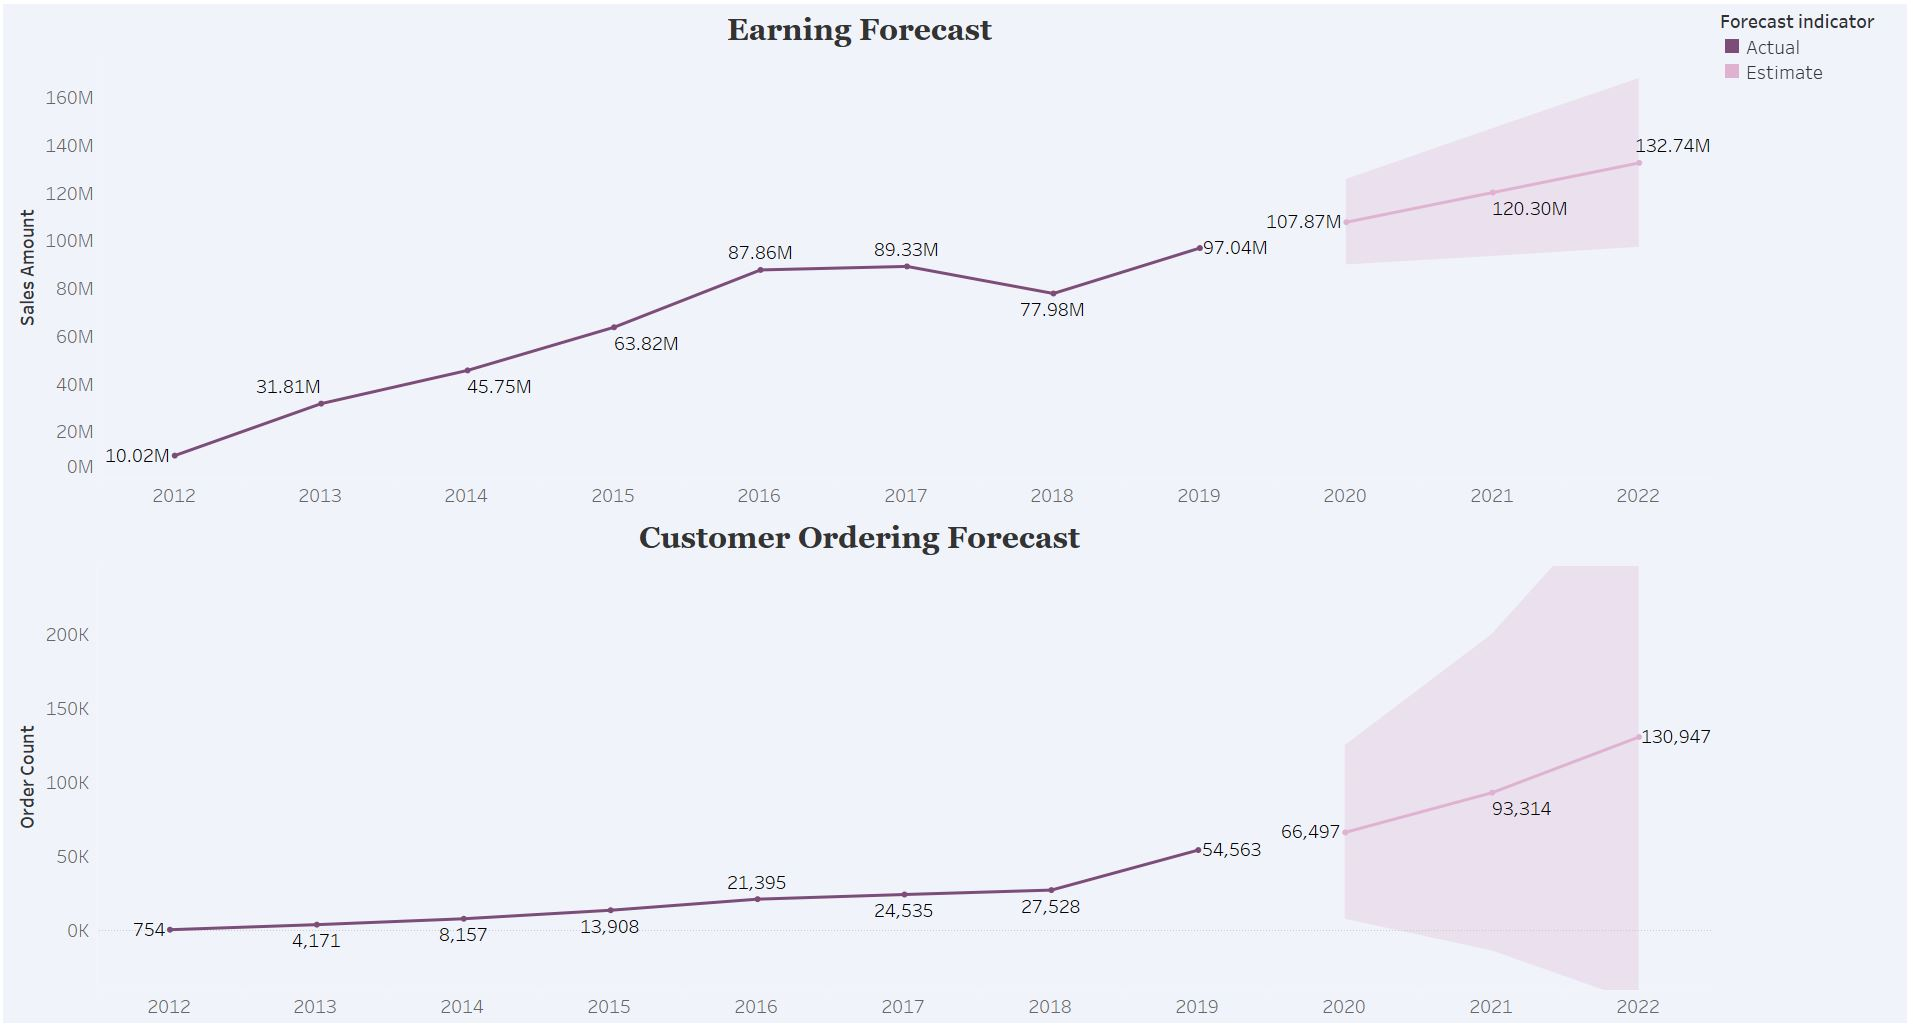 Earning Forecast
Forecast indicator
Actual
Estimate
Sales Amount
160M
140M
120M
100M
80M
60M
40M
20M
0M
10.02M
31.81M
45.75M
63.82M
87.86M
89.33M
77.98M
97.04M
107.87M
120.30M
132.74M
2012 2013 2014 2015 2016 2017 2018 2019 2020 2021 2022
Customer Ordering Forecast
Order Count
200K
150K
100K
50K
0K
754
4,171
8,157
13,908
21,395
24,535
27,528
54,563
66,497
93,314
130,947
2012 2013 2014 2015 2016 2017 2018 2019 2020 2021 2022